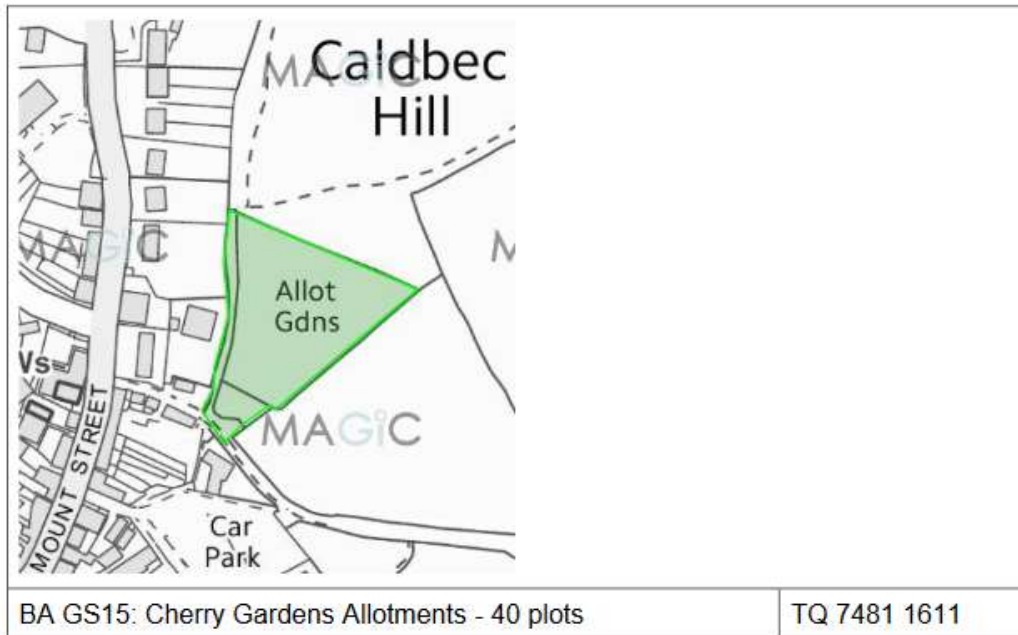 Caldbec
Hill
MAGiC
MAGiC
M
Allot
Gdns
Ws
MAGiC
MOUNT STREET
Car
Park
BA GS15: Cherry Gardens Allotments - 40 plots
TQ 7481 1611